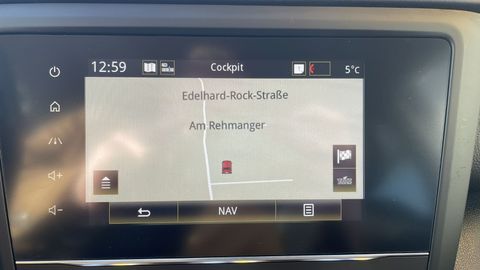 12:59
Cockpit
5°C
Edelhard-Rock-Straße
Am Rehmanger
NAV